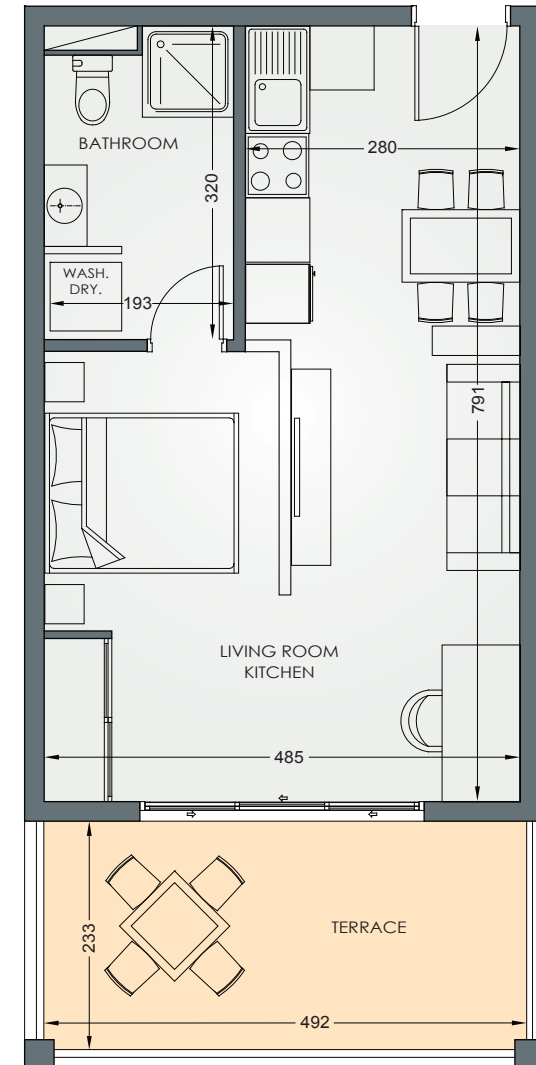 BATHROOM
280
320
WASH.
DRY.
193
791
LIVING ROOM
KITCHEN
485
TERRACE
233
492